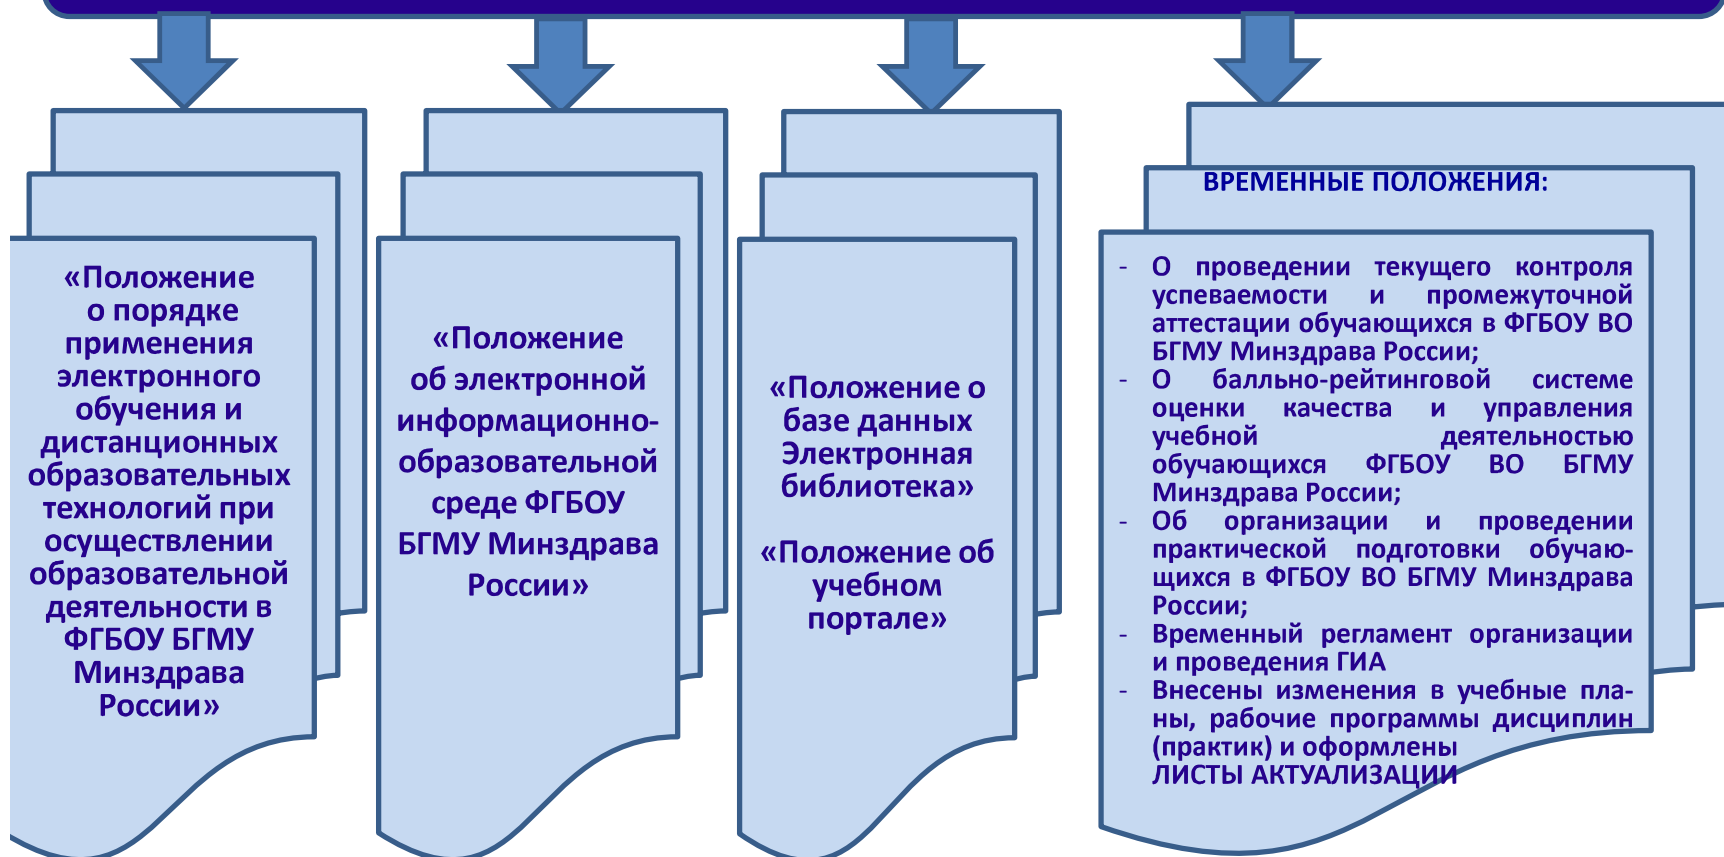 «Положение
о порядке
применения
электронного
обучения и
дистанционных
образовательных
технологий при
осуществлении
образовательной
деятельности в
ФГБОУ БГМУ
Минздрава
России»
«Положение
об электронной
информационно-
образовательной
среде ФГБОУ
БГМУ Минздрава
России»
«Положение о
базе данных
Электронная
библиотека»
«Положение об
учебном
портале»
ВРЕМЕННЫЕ ПОЛОЖЕНИЯ:
- О проведении текущего контроля
успеваемости и промежуточной
аттестации обучающихся в ФГБОУ ВО
БГМУ Минздрава России;
- О балльно-рейтинговой системе
оценки качества и управления
учебной деятельностью
обучающихся ФГБОУ ВО БГМУ
Минздрава России;
- Об организации и проведении
практической подготовки обучаю-
щихся в ФГБОУ ВО БГМУ Минздрава
России;
- Временный регламент организации
и проведения ГИА
- Внесены изменения в учебные пла-
ны, рабочие программы дисциплин
(практик) и оформлены
ЛИСТЫ АКТУАЛИЗАЦИИ